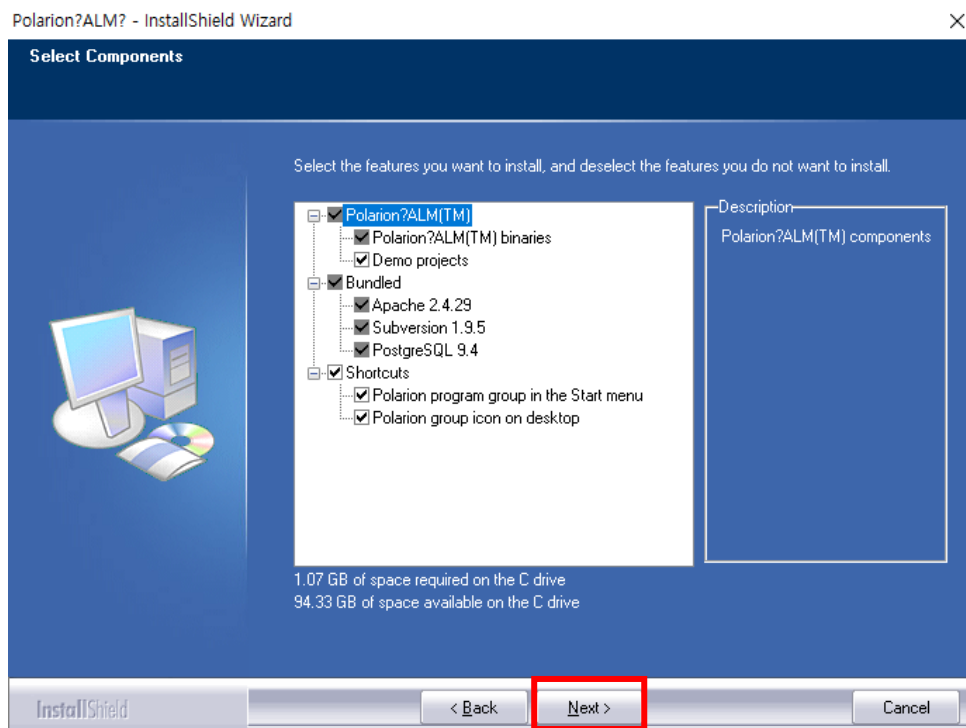 Polarion?ALM? - InstallShield Wizard
Select Components
Select the features you want to install, and deselect the features you do not want to install.
Polarion?ALM(TM)
Polarion?ALM(TM) binaries
Demo projects
Bundled
Apache 2.4.29
Subversion 1.9.5
PostgreSQL 9.4
Shortcuts
Polarion program group in the Start menu
Polarion group icon on desktop
Description
Polarion?ALM(TM) components
1.07 GB of space required on the C drive
94.33 GB of space available on the C drive
InstallShield
< Back
Next >
Cancel